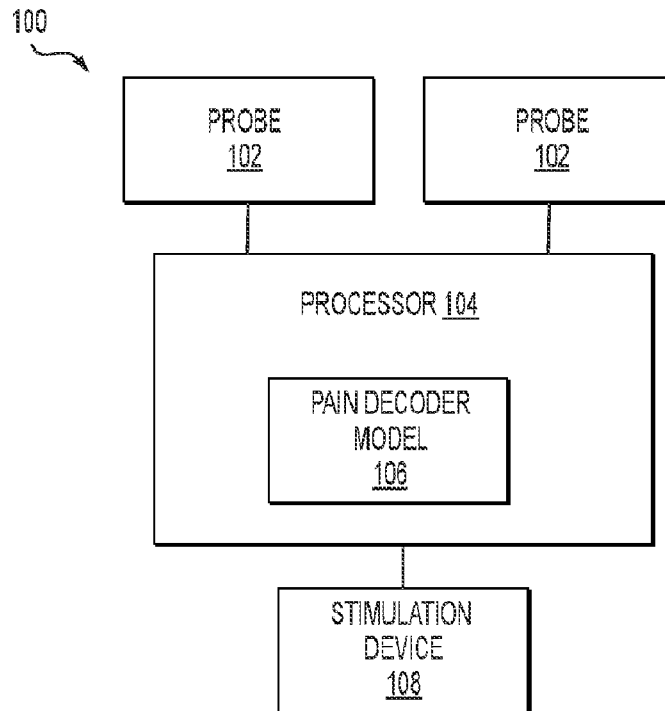 100
PROBE
102
PROBE
102
PROCESSOR 104
PAIN DECODER
MODEL
106
STIMULATION
DEVICE
108